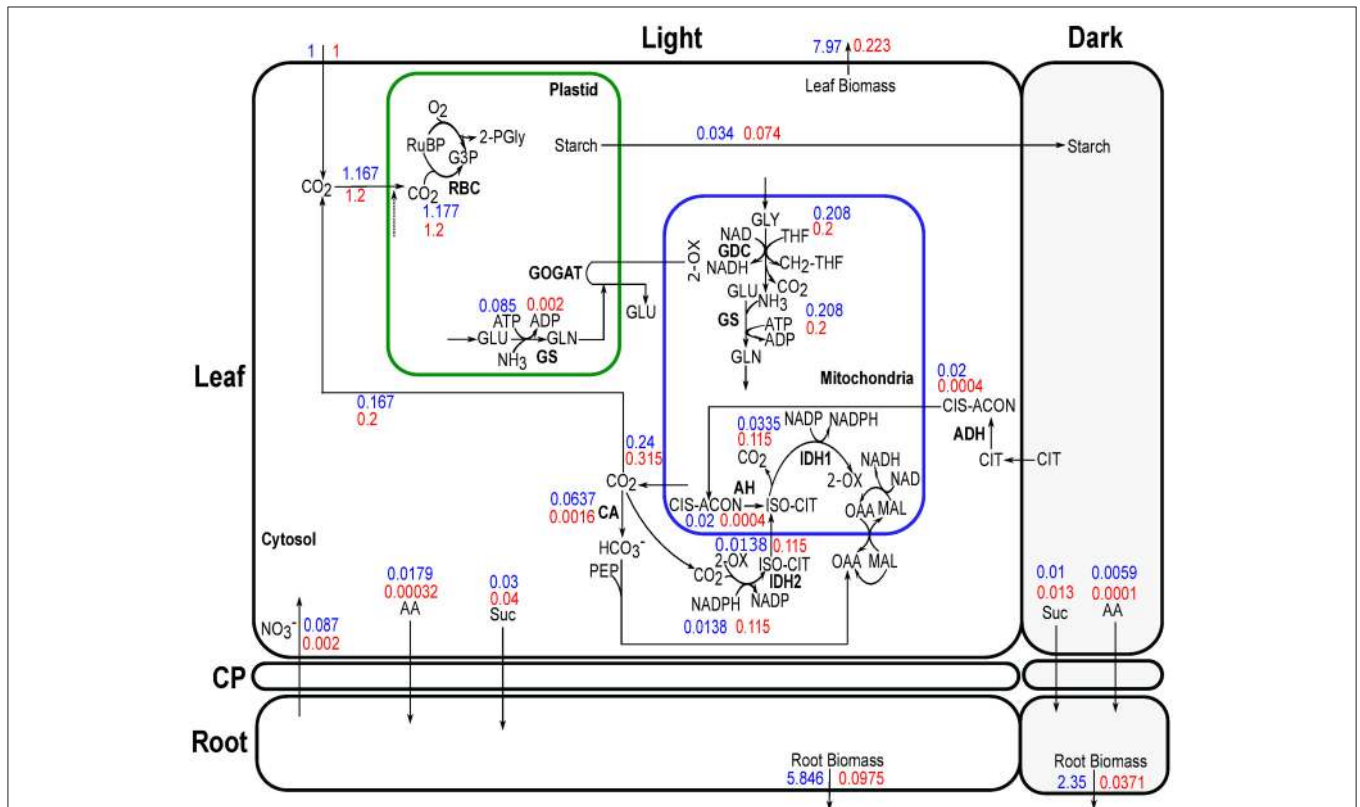 Light
Dark
1 1
7.97 0.223
Leaf Biomass
Plastid
O2
RuBP
2-PGly
G3P
CO2
RBC
CO2
1.167
1.2
1.177
1.2
Starch
0.034 0.074
Starch
GOGAT
2-OX
GLU
0.085 0.002
ATP ADP
GLU GLN
NH3 GS
GLY
0.208
0.2
NAD THF
GDC
NADH CH2-THF
CO2
GLU NH3
0.208
0.2
GS ATP
ADP
GLN
Mitochondria
Leaf
0.02
0.0004
CIS-ACON
ADH
CIT CIT
0.167
0.2
0.24
0.315
CO2
0.0335
0.115
CO2
NADP NADPH
IDH1
2-OX
NADH
NAD
OAA MAL
AH
CIS-ACON ISO-CIT
0.02 0.0004
0.0637
0.0016
CA
HCO3-
PEP
0.0138 0.115
2-OX ISO-CIT
CO2 IDH2
NADPH NADP
0.0138 0.115
OAA MAL
Cytosol
NO3-
0.087
0.002
0.0179
0.00032
AA
0.03
0.04
Suc
0.01
0.013
Suc
0.0059
0.0001
AA
CP
Root
Root Biomass
5.846 0.0975
Root Biomass
2.35 0.0371